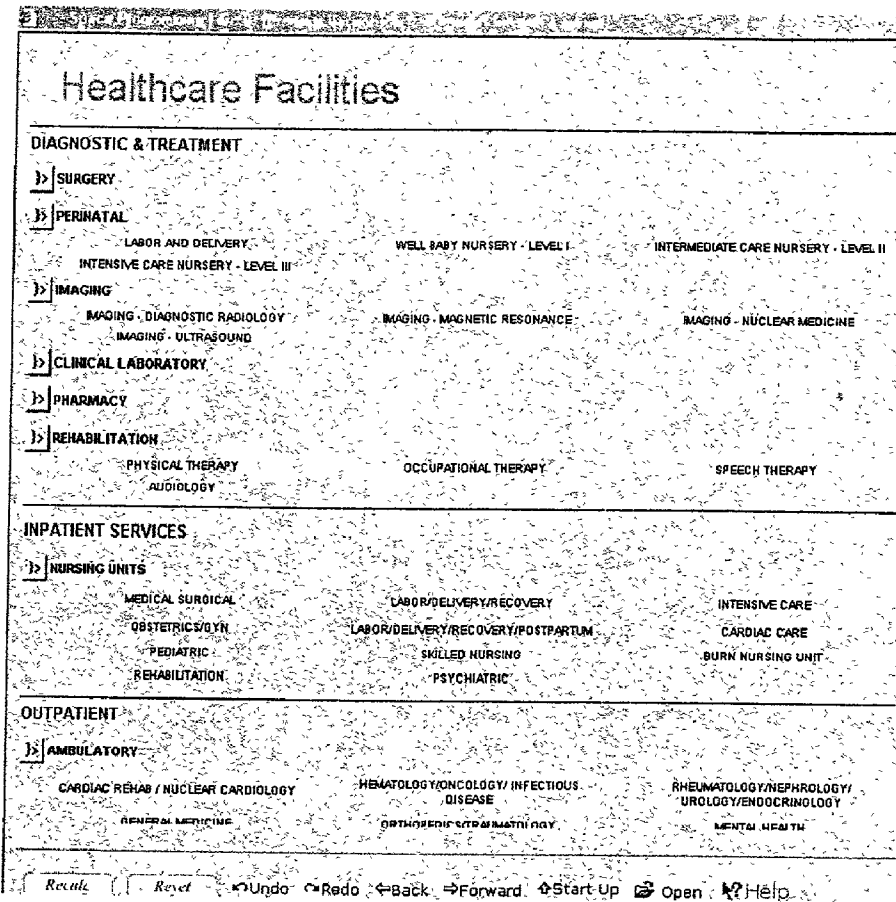 Healthcare Facilities
DIAGNOSTIC & TREATMENT
SURGERY
PERINATAL
LABOR AND DELIVERY WELL BABY NURSERY - LEVEL I INTERMEDIATE CARE NURSERY - LEVEL II
INTENSIVE CARE NURSERY - LEVEL III
IMAGING
IMAGING - DIAGNOSTIC RADIOLOGY IMAGING - MAGNETIC RESONANCE IMAGING - NUCLEAR MEDICINE
IMAGING - ULTRASOUND
CLINICAL LABORATORY
PHARMACY
REHABILITATION
PHYSICAL THERAPY OCCUPATIONAL THERAPY SPEECH THERAPY
AUDIOLOGY
INPATIENT SERVICES
NURSING UNITS
MEDICAL SURGICAL LABOR/DELIVERY/RECOVERY INTENSIVE CARE
OBSTETRICS/GYN LABOR/DELIVERY/RECOVERY/POSTPARTUM CARDIAC CARE
PEDIATRIC SKILLED NURSING BURN NURSING UNIT
REHABILITATION PSYCHIATRIC
OUTPATIENT
AMBULATORY
CARDIAC REHAB / NUCLEAR CARDIOLOGY HEMATOLOGY/ONCOLOGY/ INFECTIOUS DISEASE RHEUMATOLOGY/NEPHROLOGY/ UROLOGY/ENDOCRINOLOGY
GENERAL MEDICINE ORTHOPEDICS/TRAUMATOLOGY MENTAL HEALTH
Recalc Reset Undo Redo Back Forward Start Up Open Help